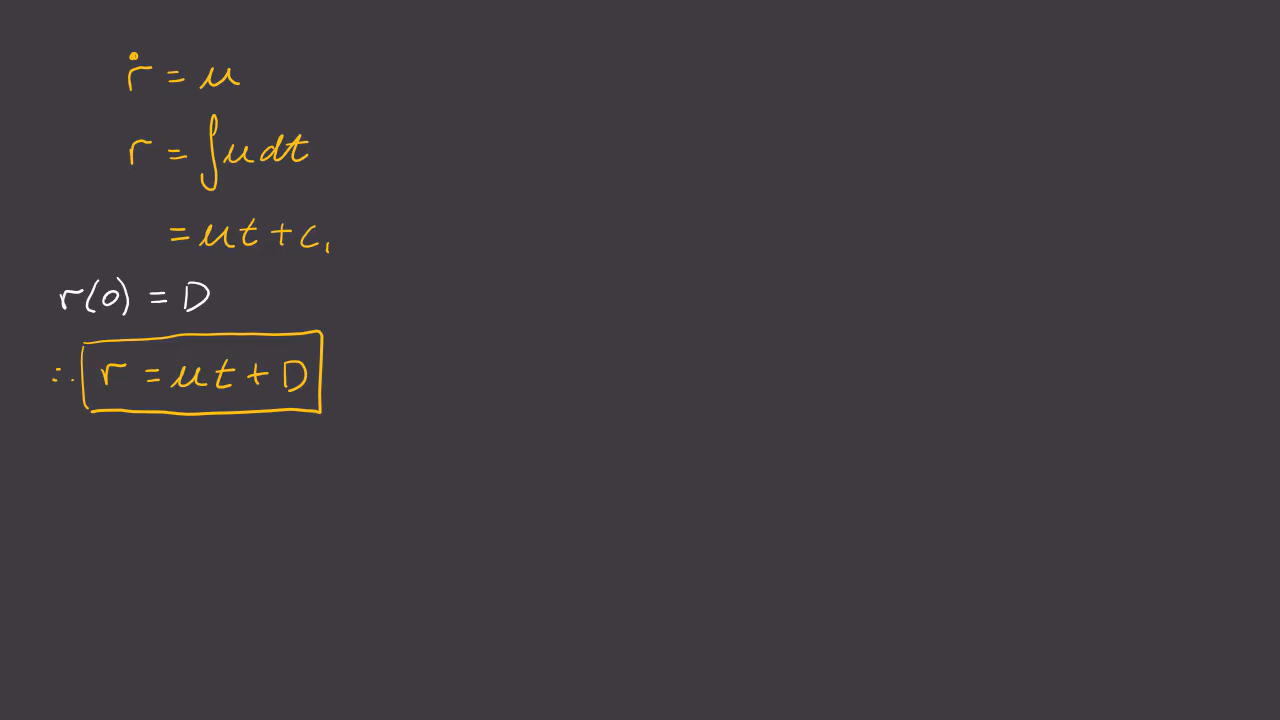 ṙ = u
r = ∫u dt
= ut + c₁
r(0) = D
∴ r = ut + D